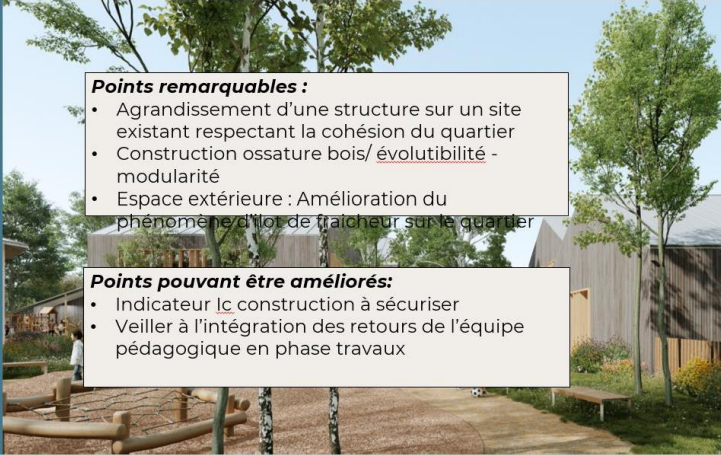 Points remarquables :
• Agrandissement d’une structure sur un site
existant respectant la cohésion du quartier
• Construction ossature bois/ évolutibilité -
modularité
• Espace extérieure : Amélioration du
phénomène d'ilot de fraicheur sur le quartier
Points pouvant être améliorés:
• Indicateur Ic construction à sécuriser
• Veiller à l’intégration des retours de l’équipe
pédagogique en phase travaux